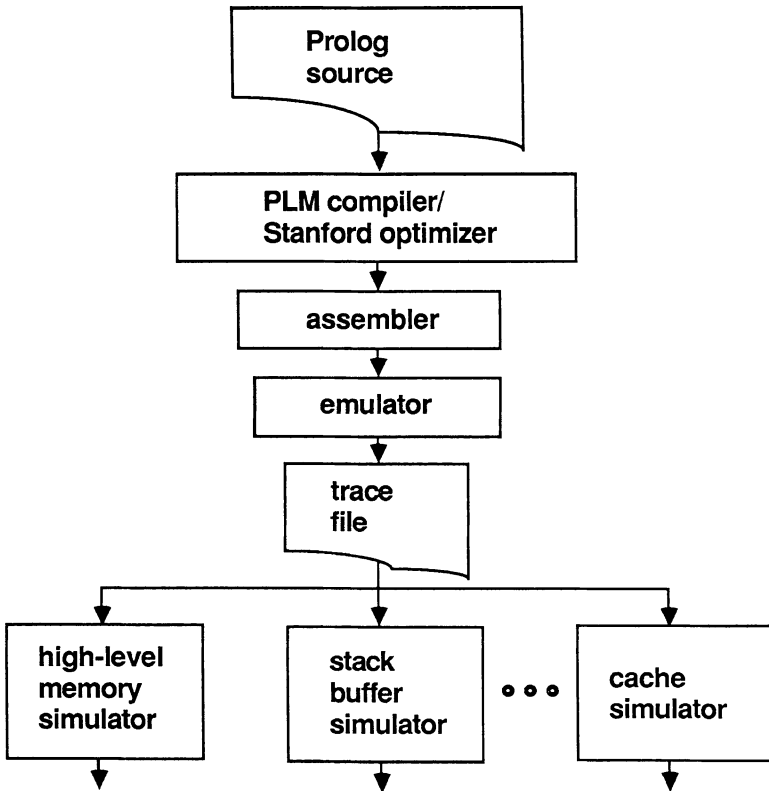 Prolog
source
PLM compiler/
Stanford optimizer
assembler
emulator
trace
file
high-level
memory
simulator
stack
buffer
simulator
cache
simulator